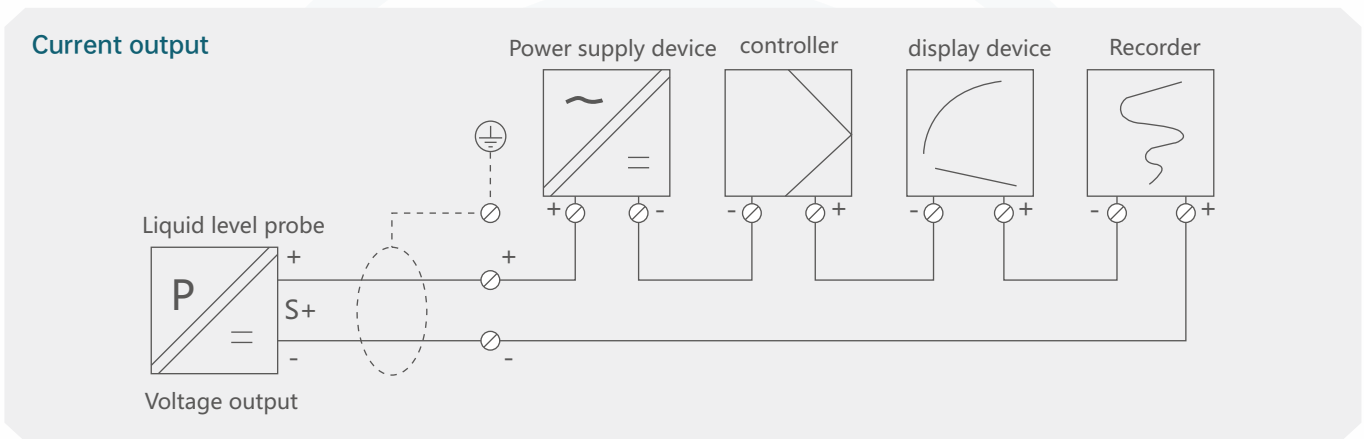 Current output
Power supply device
controller
display device
Recorder
+
-
-
+
-
+
-
+
Liquid level probe
+
+
P
S+
-
-
Voltage output